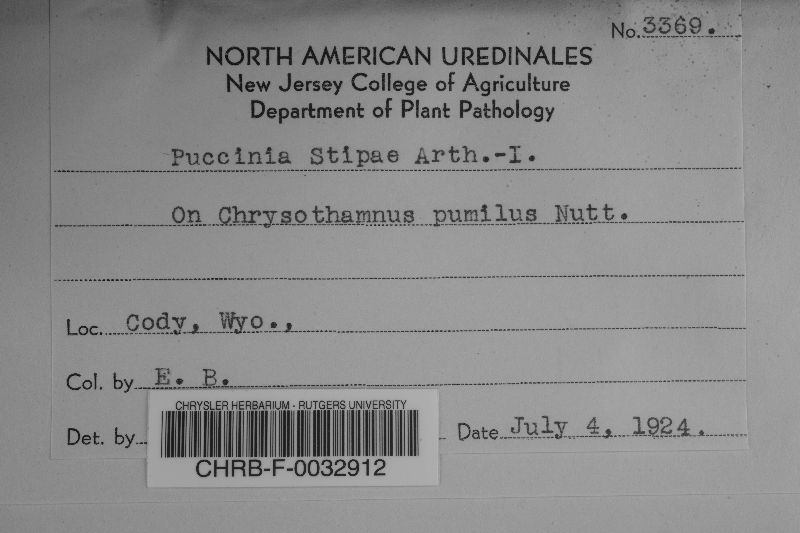 No. 3369.
NORTH AMERICAN UREDINALES
New Jersey College of Agriculture
Department of Plant Pathology
Puccinia Stipae Arth.-I.
On Chrysothamnus pumilus Nutt.
Loc. Cody, Wyo.,
Col. by E. B.
CHRYSLER HERBARIUM - RUTGERS UNIVERSITY
Det. by
Date July 4, 1924.
CHRB-F-0032912